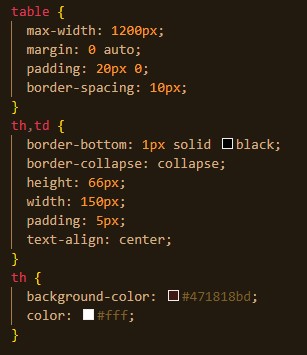 table {
max-width: 1200px;
margin: 0 auto;
padding: 20px 0;
border-spacing: 10px;
}
th,td {
border-bottom: 1px solid black;
border-collapse: collapse;
height: 66px;
width: 150px;
padding: 5px;
text-align: center;
}
th {
background-color: #471818bd;
color: #fff;
}